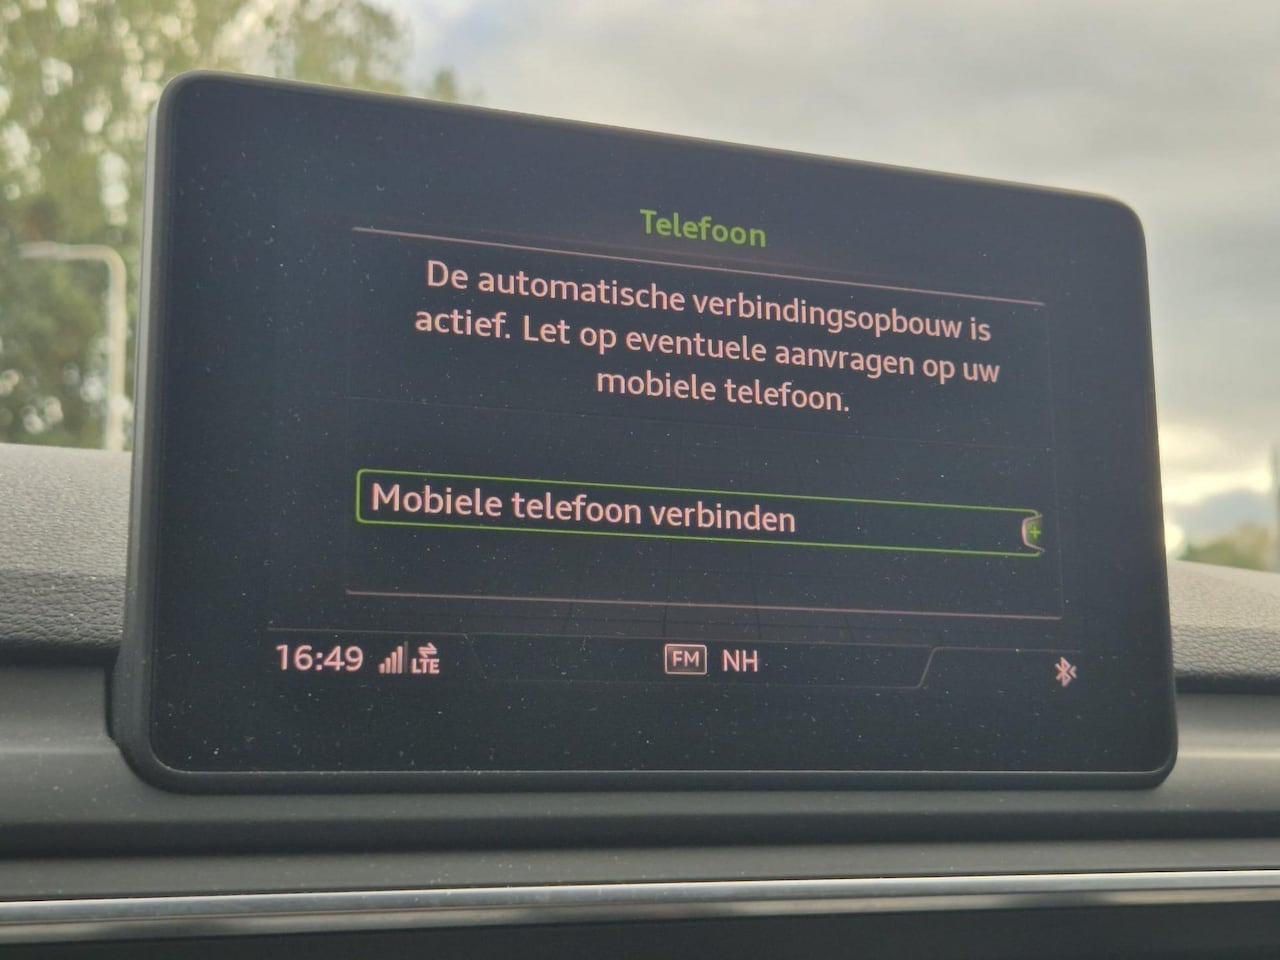 Telefoon
De automatische verbindingsopbouw is
actief. Let op eventuele aanvragen op uw
mobiele telefoon.
Mobiele telefoon verbinden
16:49 LTE FM NH